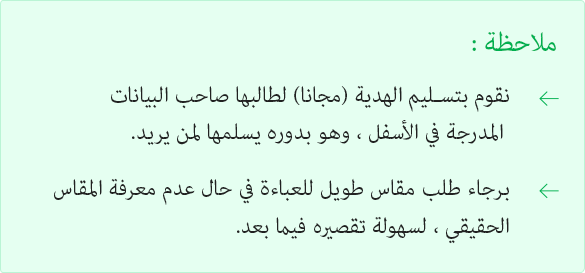 ملاحظة :
نقوم بتسليم الهدية (مجانا) لطالبها صاحب البيانات
المدرجة في الأسفل ، وهو بدوره يسلمها لمن يريد.
برجاء طلب مقاس طويل للعباءة في حال عدم معرفة المقاس
الحقيقي ، لسهولة تقصيره فيما بعد.